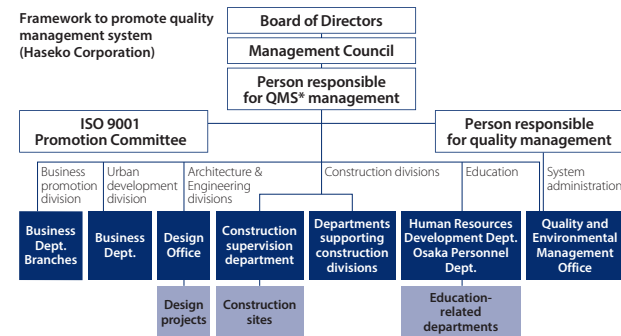 Framework to promote quality
management system
(Haseko Corporation)
Board of Directors
Management Council
Person responsible
for QMS* management
ISO 9001
Promotion Committee
Person responsible
for quality management
Business
promotion
division
Urban
development
division
Architecture &
Engineering
divisions
Construction divisions
Education
System
administration
Business
Dept.
Branches
Business
Dept.
Design
Office
Construction
supervision
department
Departments
supporting
construction
divisions
Human Resources
Development Dept.
Osaka Personnel
Dept.
Quality and
Environmental
Management
Office
Design
projects
Construction
sites
Education-
related
departments